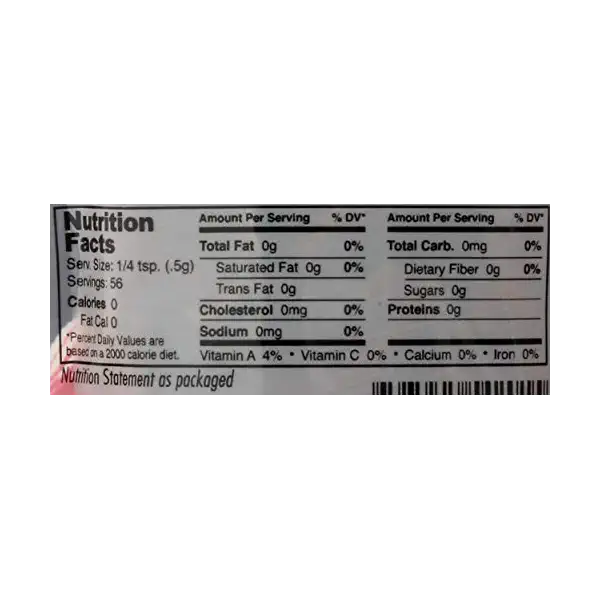 Nutrition
Facts
Serv. Size: 1/4 tsp. (.5g)
Servings: 56
Calories 0
Fat Cal 0
*Percent Daily Values are
based on a 2000 calorie diet.
Amount Per Serving % DV*
Total Fat 0g 0%
Saturated Fat 0g 0%
Trans Fat 0g
Cholesterol 0mg 0%
Sodium 0mg 0%
Amount Per Serving % DV*
Total Carb. 0mg 0%
Dietary Fiber 0g 0%
Sugars 0g
Proteins 0g
Vitamin A 4% • Vitamin C 0% • Calcium 0% • Iron 0%
Nutrition Statement as packaged